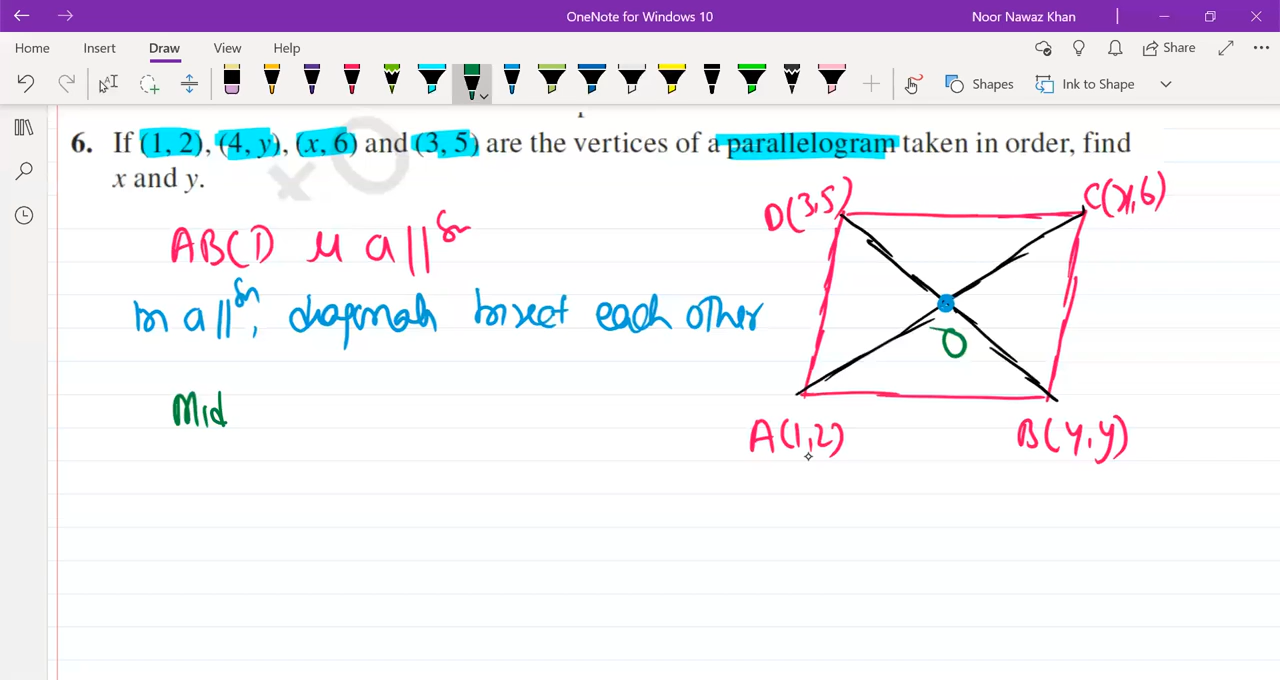 OneNote for Windows 10
Noor Nawaz Khan
Home Insert Draw View Help
Share
Shapes
Ink to Shape
6. If (1, 2), (4, y), (x, 6) and (3, 5) are the vertices of a parallelogram taken in order, find
x and y.
D(3,5)
C(x,6)
ABCD is a ||gm
In a ||gm, diagonals bisect each other
O
Mid
A(1,2)
B(4,y)